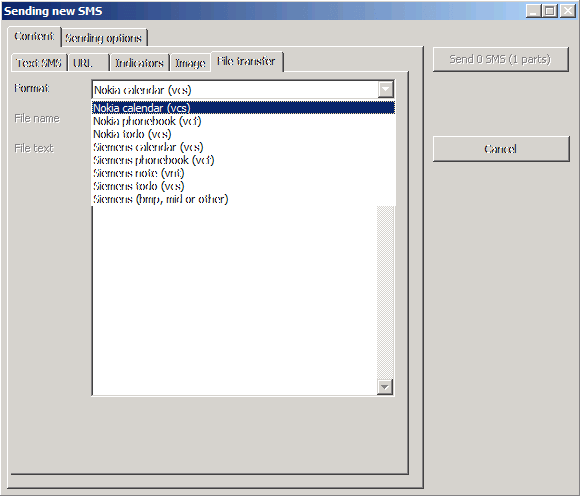 Sending new SMS
Content Sending options
Text SMS URL Indicators Image File transfer
Send 0 SMS (1 parts)
Format Nokia calendar (vcs)
Nokia calendar (vcs)
File name
Nokia phonebook (vcf)
Nokia todo (vcs)
File text
Siemens calendar (vcs)
Cancel
Siemens phonebook (vcf)
Siemens note (vnt)
Siemens todo (vcs)
Siemens (bmp, mid or other)